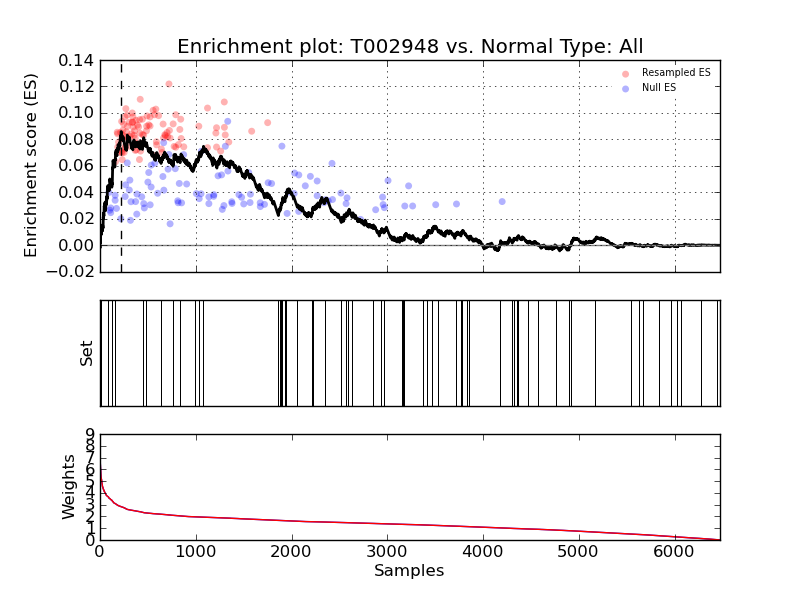 Enrichment plot: T002948 vs. Normal Type: All
Enrichment score (ES)
0.14
0.12
0.10
0.08
0.06
0.04
0.02
0.00
−0.02
Resampled ES
Null ES
Set
Weights
9
8
7
6
5
4
3
2
1
0
0 1000 2000 3000 4000 5000 6000
Samples